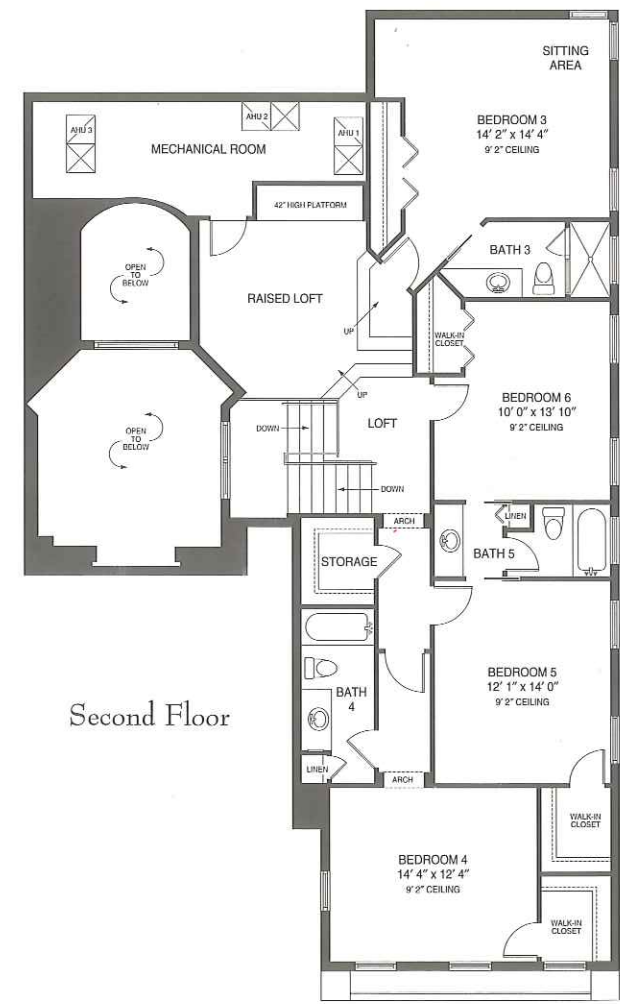 SITTING
AREA
BEDROOM 3
14' 2" x 14' 4"
9' 2" CEILING
AHU 3
AHU 2
AHU 1
MECHANICAL ROOM
42" HIGH PLATFORM
BATH 3
OPEN
TO
BELOW
RAISED LOFT
UP
WALK-IN
CLOSET
UP
BEDROOM 6
10' 0" x 13' 10"
9' 2" CEILING
LOFT
DOWN
OPEN
TO
BELOW
DOWN
ARCH
LINEN
STORAGE
BATH 5
BEDROOM 5
12' 1" x 14' 0"
9' 2" CEILING
BATH
4
Second Floor
LINEN
ARCH
WALK-IN
CLOSET
BEDROOM 4
14' 4" x 12' 4"
9' 2" CEILING
WALK-IN
CLOSET